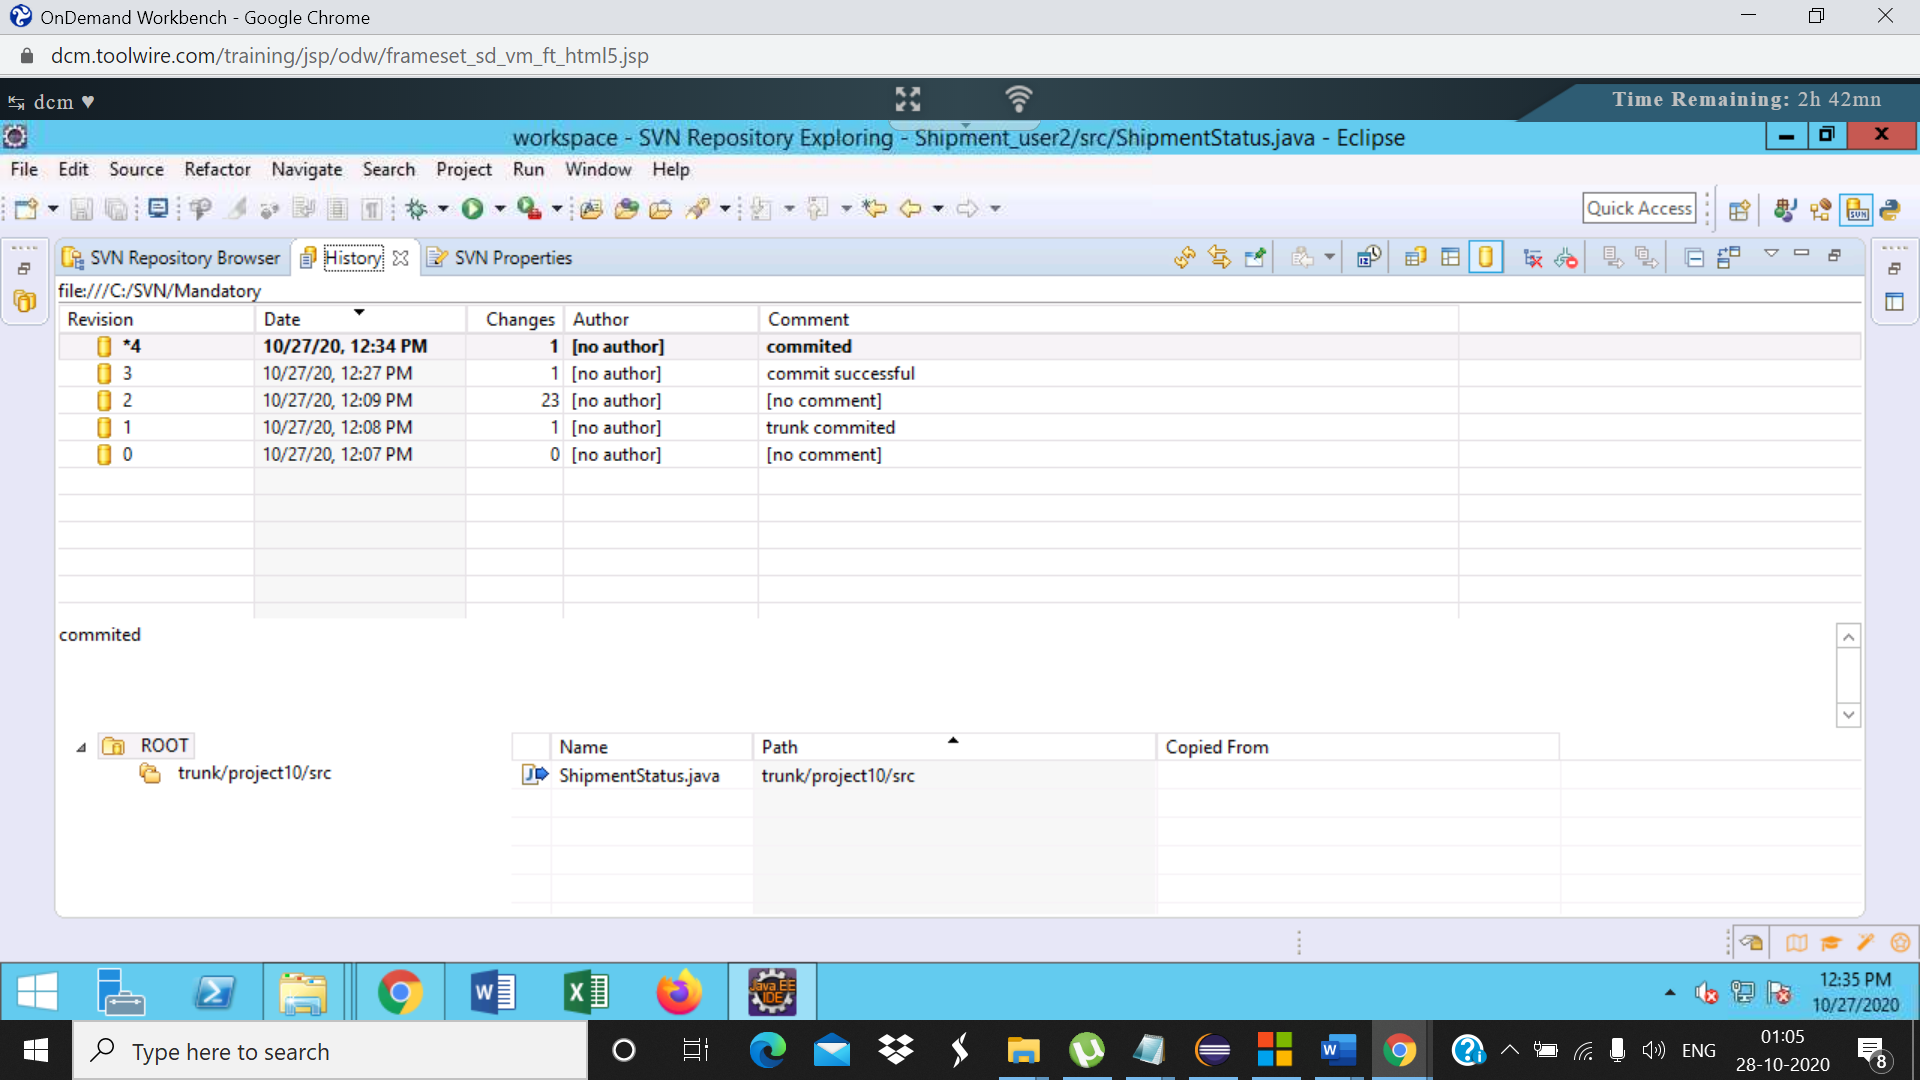 OnDemand Workbench - Google Chrome
dcm.toolwire.com/training/jsp/odw/frameset_sd_vm_ft_html5.jsp
dcm ♥
Time Remaining: 2h 42mn
workspace - SVN Repository Exploring - Shipment_user2/src/ShipmentStatus.java - Eclipse
File Edit Source Refactor Navigate Search Project Run Window Help
Quick Access
SVN Repository Browser History SVN Properties
file:///C:/SVN/Mandatory
Revision Date Changes Author Comment
*4 10/27/20, 12:34 PM 1 [no author] commited
3 10/27/20, 12:27 PM 1 [no author] commit successful
2 10/27/20, 12:09 PM 23 [no author] [no comment]
1 10/27/20, 12:08 PM 1 [no author] trunk commited
0 10/27/20, 12:07 PM 0 [no author] [no comment]
commited
ROOT
trunk/project10/src
Name Path Copied From
ShipmentStatus.java trunk/project10/src
Java EE
IDE
12:35 PM
10/27/2020
Type here to search
ENG
01:05
28-10-2020
8